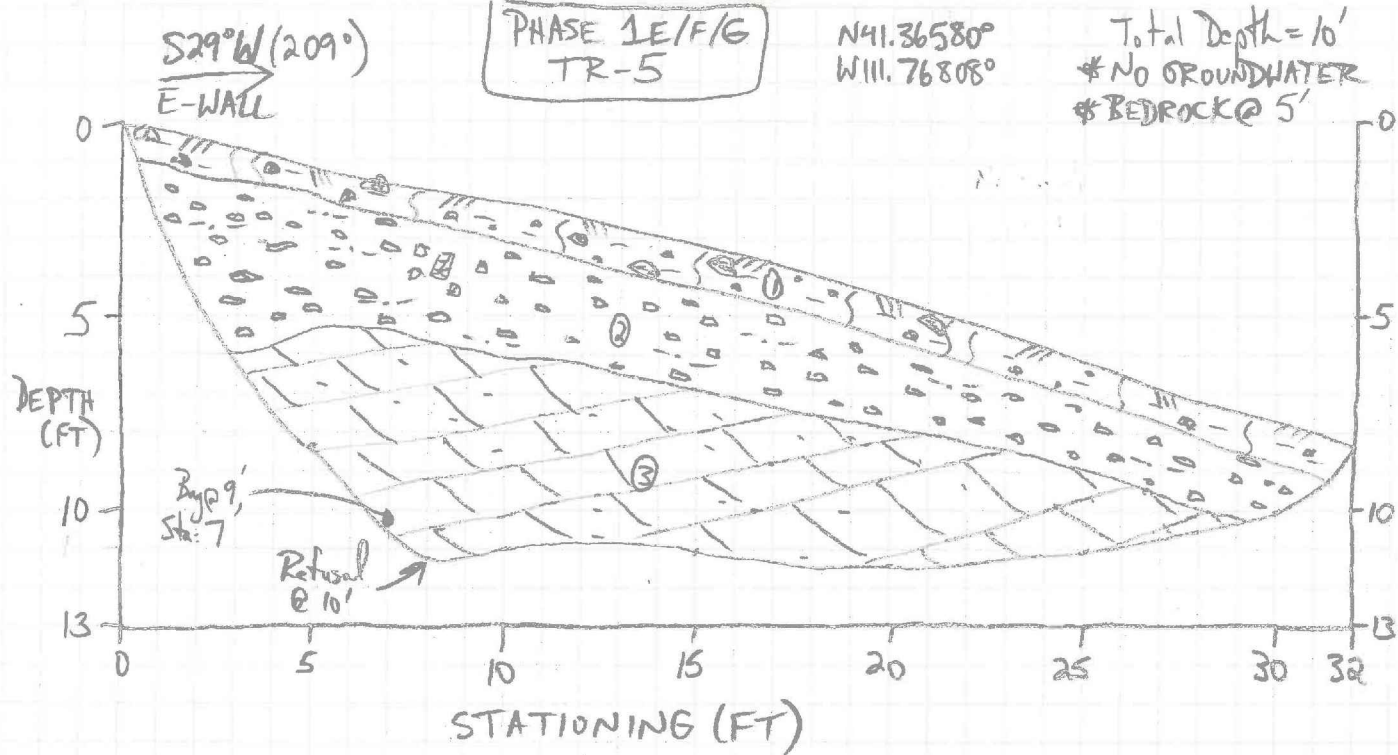 S29°W (209°)
E-WALL
PHASE 1E/F/G
TR-5
N41.36580°
W111.76808°
Total Depth = 10'
* NO GROUNDWATER
* BEDROCK @ 5'
0
5
DEPTH
(FT)
10
13
0
5
10
13
1
2
3
Bag @ 9',
Sta: 7
Refusal
@ 10'
0 5 10 15 20 25 30 32
STATIONING (FT)